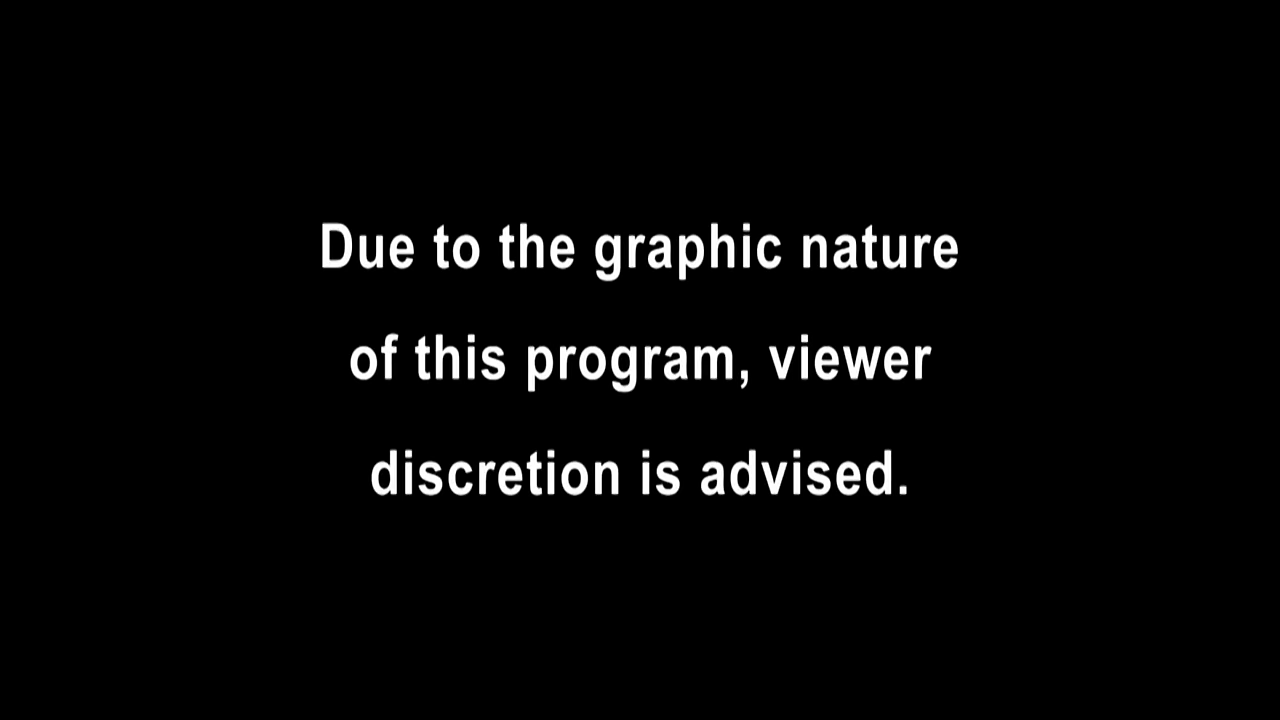 Due to the graphic nature
of this program, viewer
discretion is advised.